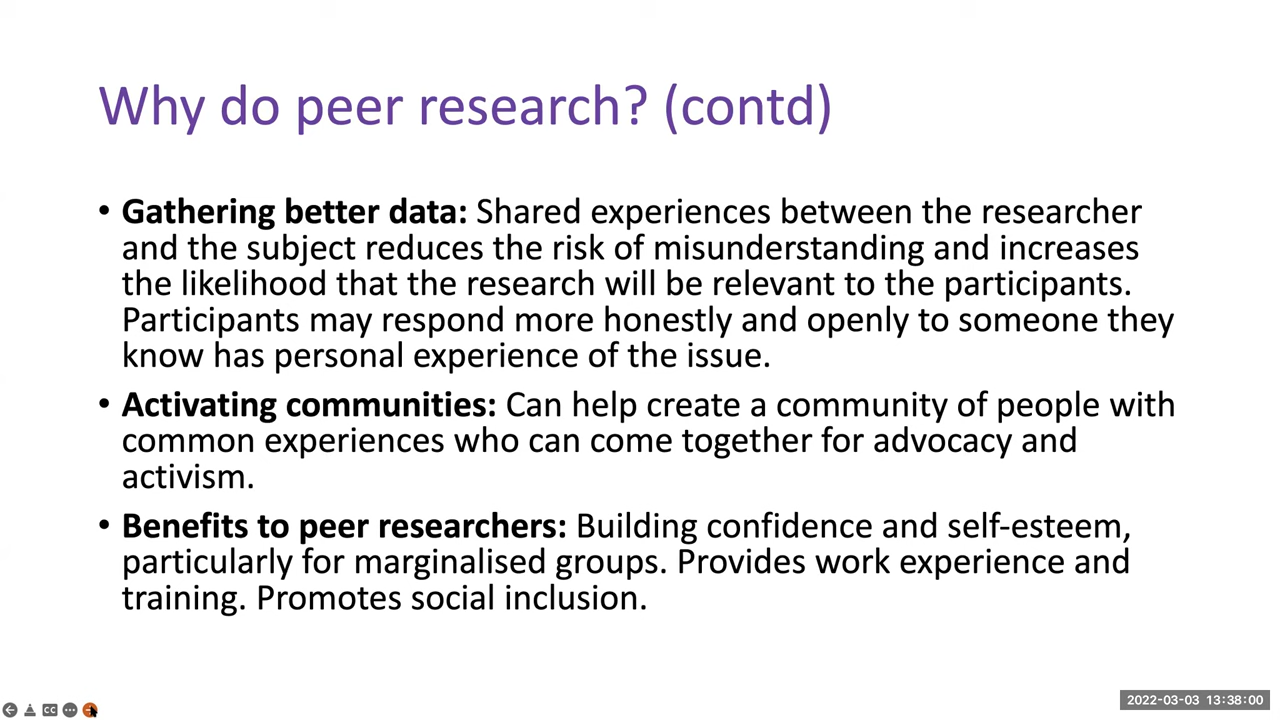 Why do peer research? (contd)
• Gathering better data: Shared experiences between the researcher
and the subject reduces the risk of misunderstanding and increases
the likelihood that the research will be relevant to the participants.
Participants may respond more honestly and openly to someone they
know has personal experience of the issue.
• Activating communities: Can help create a community of people with
common experiences who can come together for advocacy and
activism.
• Benefits to peer researchers: Building confidence and self-esteem,
particularly for marginalised groups. Provides work experience and
training. Promotes social inclusion.
CC
2022-03-03 13:38:00